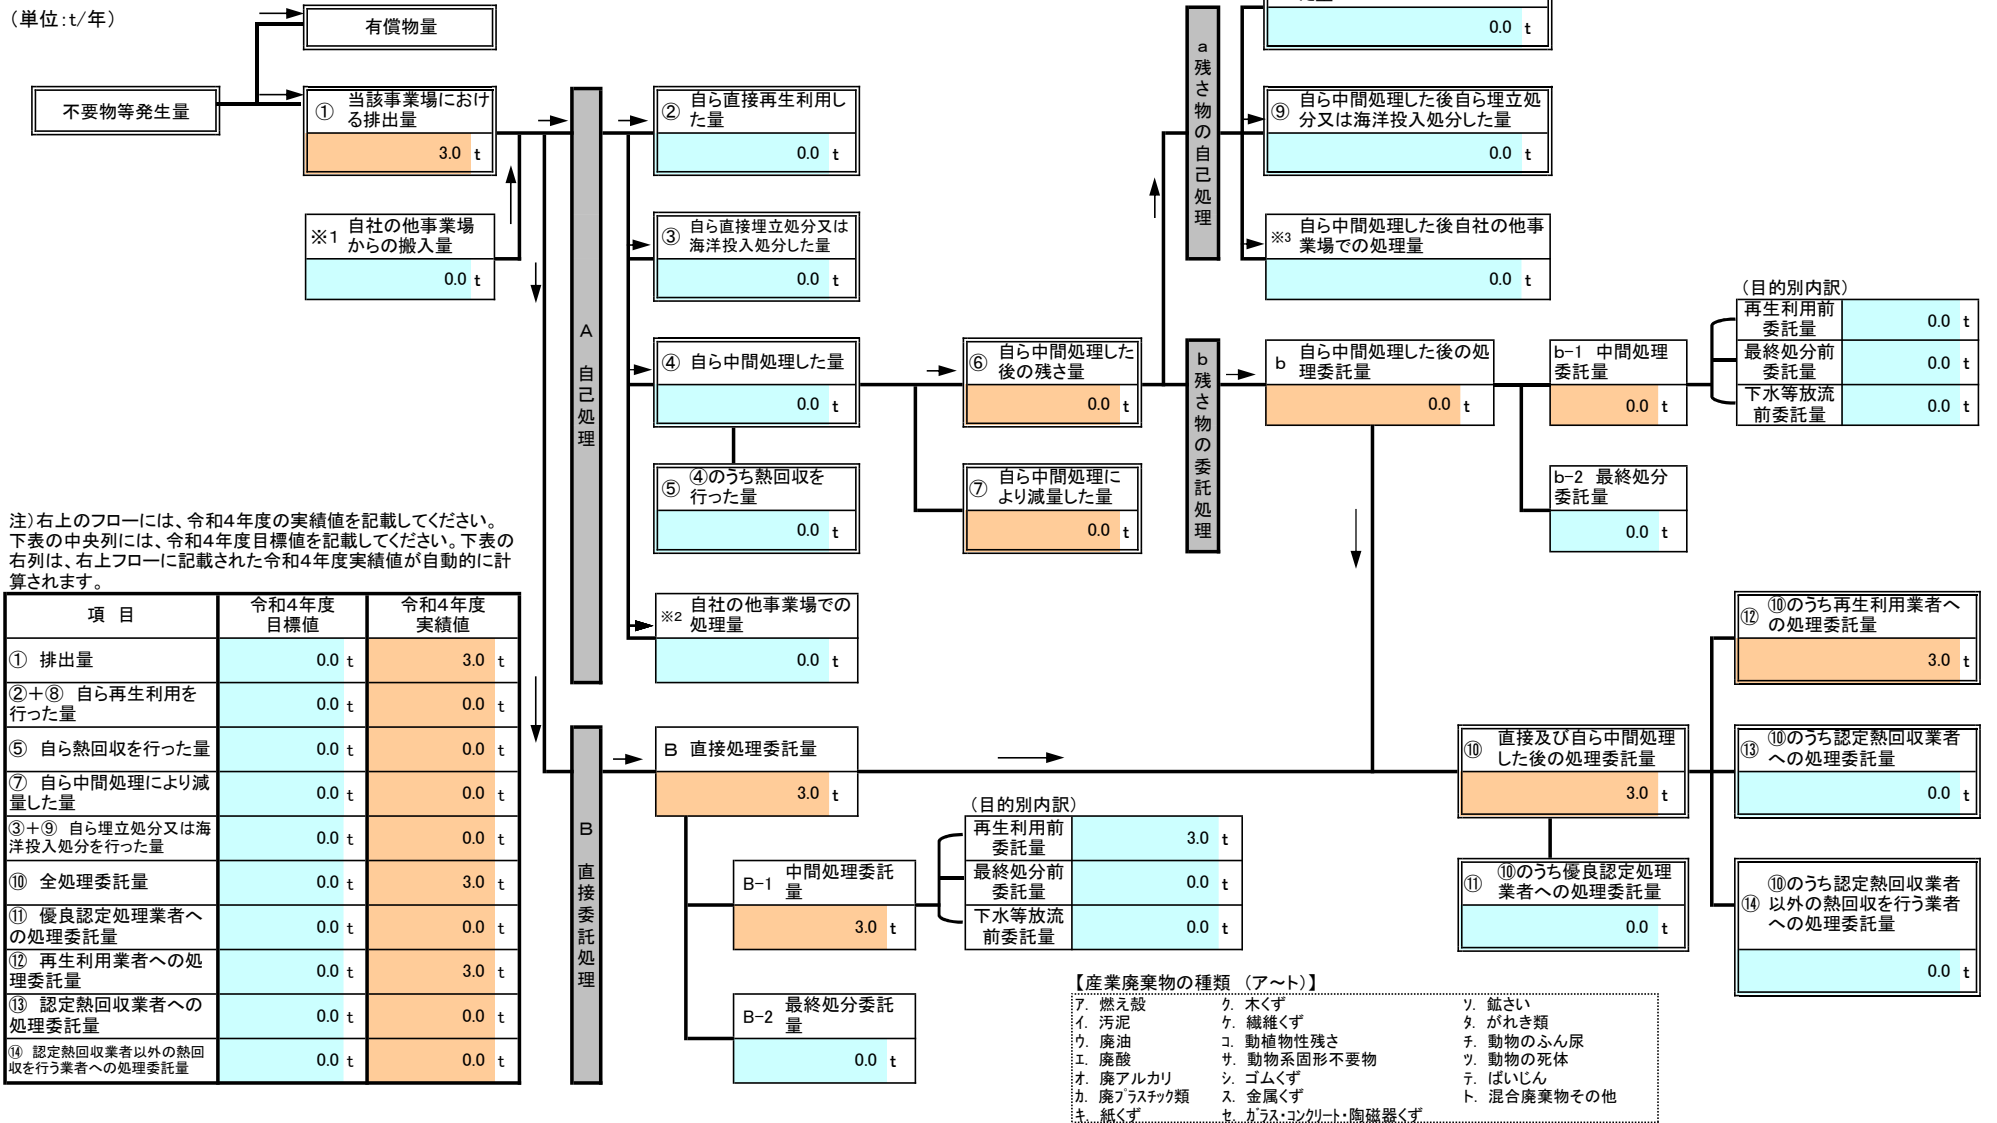 （単位：t/年）
有償物量
不要物等発生量
① 当該事業場におけ
る排出量
3.0 t
※1 自社の他事業場
からの搬入量
0.0 t
A 自己処理
② 自ら直接再生利用し
た量
0.0 t
③ 自ら直接埋立処分又は
海洋投入処分した量
0.0 t
④ 自ら中間処理した量
0.0 t
⑤ ④のうち熱回収を
行った量
0.0 t
※2 自社の他事業場での
処理量
0.0 t
⑥ 自ら中間処理した
後の残さ量
0.0 t
⑦ 自ら中間処理に
より減量した量
0.0 t
a 残さ物の自己処理
0.0 t
⑨ 自ら中間処理した後自ら埋立処
分又は海洋投入処分した量
0.0 t
※3 自ら中間処理した後自社の他事
業場での処理量
0.0 t
b 残さ物の委託処理
b 自ら中間処理した後の処
理委託量
0.0 t
b-1 中間処理
委託量
0.0 t
b-2 最終処分
委託量
0.0 t
（目的別内訳）
再生利用前
委託量 0.0 t
最終処分前
委託量 0.0 t
下水等放流
前委託量 0.0 t
注）右上のフローには、令和4年度の実績値を記載してください。
下表の中央列には、令和4年度目標値を記載してください。下表の
右列は、右上フローに記載された令和4年度実績値が自動的に計
算されます。
項 目 令和4年度 目標値 令和4年度 実績値
① 排出量 0.0 t 3.0 t
②＋⑧ 自ら再生利用を
行った量 0.0 t 0.0 t
⑤ 自ら熱回収を行った量 0.0 t 0.0 t
⑦ 自ら中間処理により減
量した量 0.0 t 0.0 t
③＋⑨ 自ら埋立処分又は海
洋投入処分を行った量 0.0 t 0.0 t
⑩ 全処理委託量 0.0 t 3.0 t
⑪ 優良認定処理業者へ
の処理委託量 0.0 t 0.0 t
⑫ 再生利用業者への処
理委託量 0.0 t 3.0 t
⑬ 認定熱回収業者への
処理委託量 0.0 t 0.0 t
⑭ 認定熱回収業者以外の熱回
収を行う業者への処理委託量 0.0 t 0.0 t
B 直接委託処理
B 直接処理委託量
3.0 t
B-1 中間処理委託
量
3.0 t
B-2 最終処分委託
量
0.0 t
（目的別内訳）
再生利用前
委託量 3.0 t
最終処分前
委託量 0.0 t
下水等放流
前委託量 0.0 t
⑩ 直接及び自ら中間処理
した後の処理委託量
3.0 t
⑪ ⑩のうち優良認定処理
業者への処理委託量
0.0 t
⑫ ⑩のうち再生利用業者へ
の処理委託量
3.0 t
⑬ ⑩のうち認定熱回収業者
への処理委託量
0.0 t
⑭ ⑩のうち認定熱回収業者
以外の熱回収を行う業者
への処理委託量
0.0 t
【産業廃棄物の種類 （ア～ト）】
ア. 燃え殻 ク. 木くず ソ. 鉱さい
イ. 汚泥 ケ. 繊維くず タ. がれき類
ウ. 廃油 コ. 動植物性残さ チ. 動物のふん尿
エ. 廃酸 サ. 動物系固形不要物 ツ. 動物の死体
オ. 廃アルカリ シ. ゴムくず テ. ばいじん
カ. 廃プラスチック類 ス. 金属くず ト. 混合廃棄物その他
キ. 紙くず セ. ガラス・コンクリート・陶磁器くず